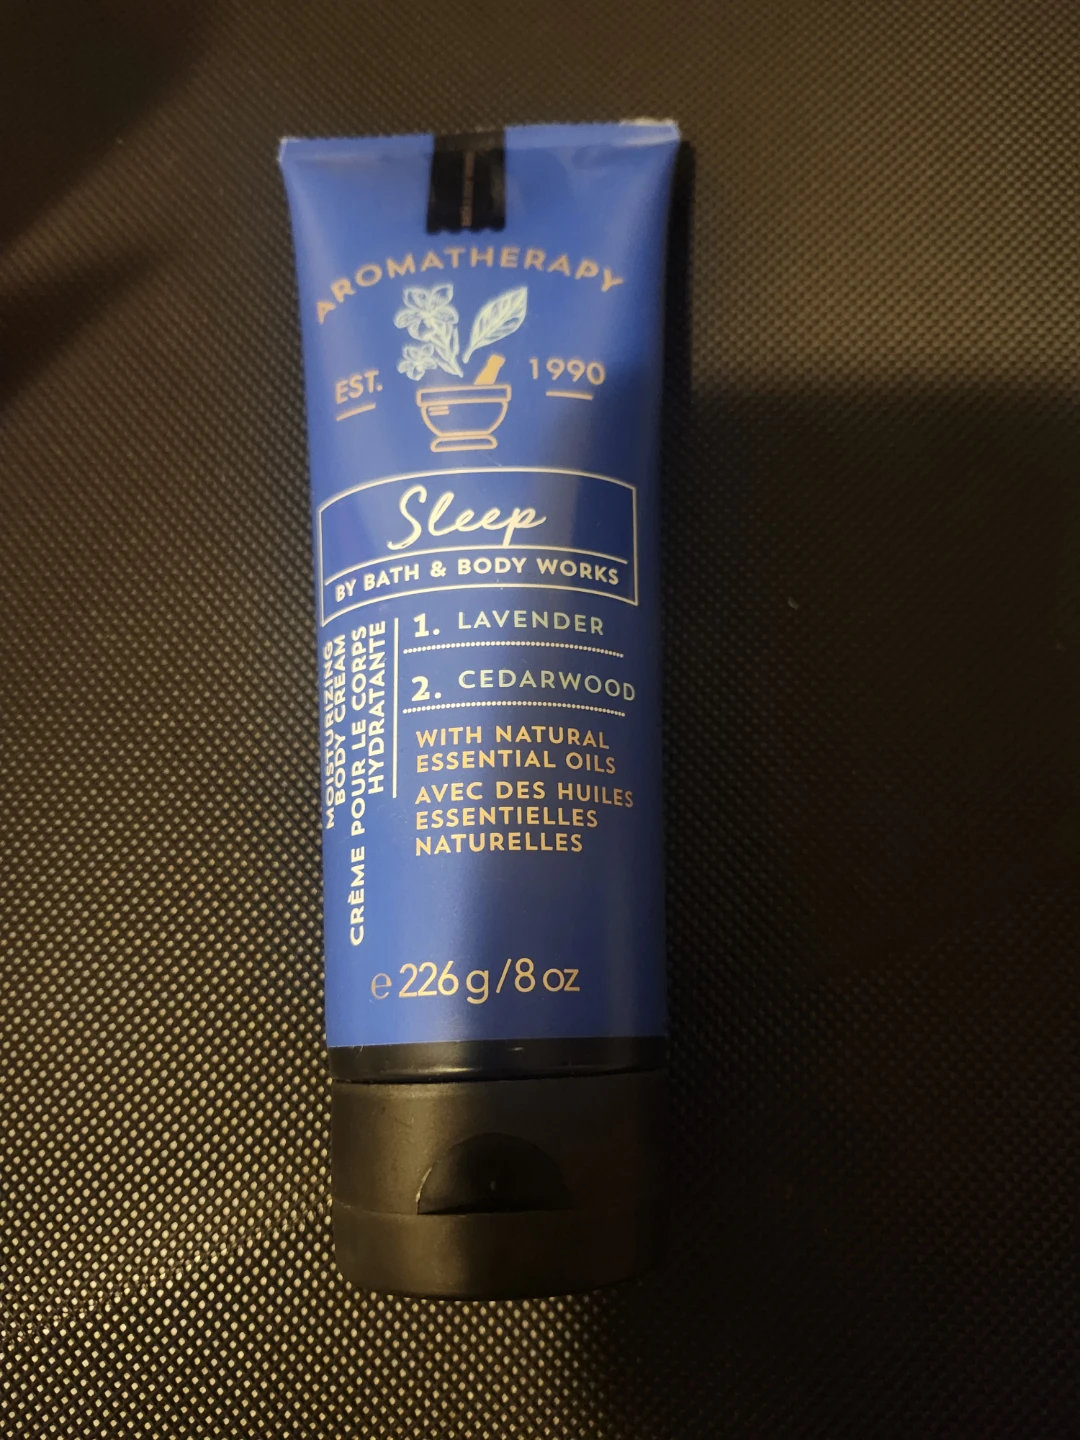 AROMATHERAPY
EST. 1990
Sleep
BY BATH & BODY WORKS
MOISTURIZING
BODY CREAM
CRÈME POUR LE CORPS
HYDRATANTE
1. LAVENDER
2. CEDARWOOD
WITH NATURAL
ESSENTIAL OILS
AVEC DES HUILES
ESSENTIELLES
NATURELLES
e 226 g/8 oz